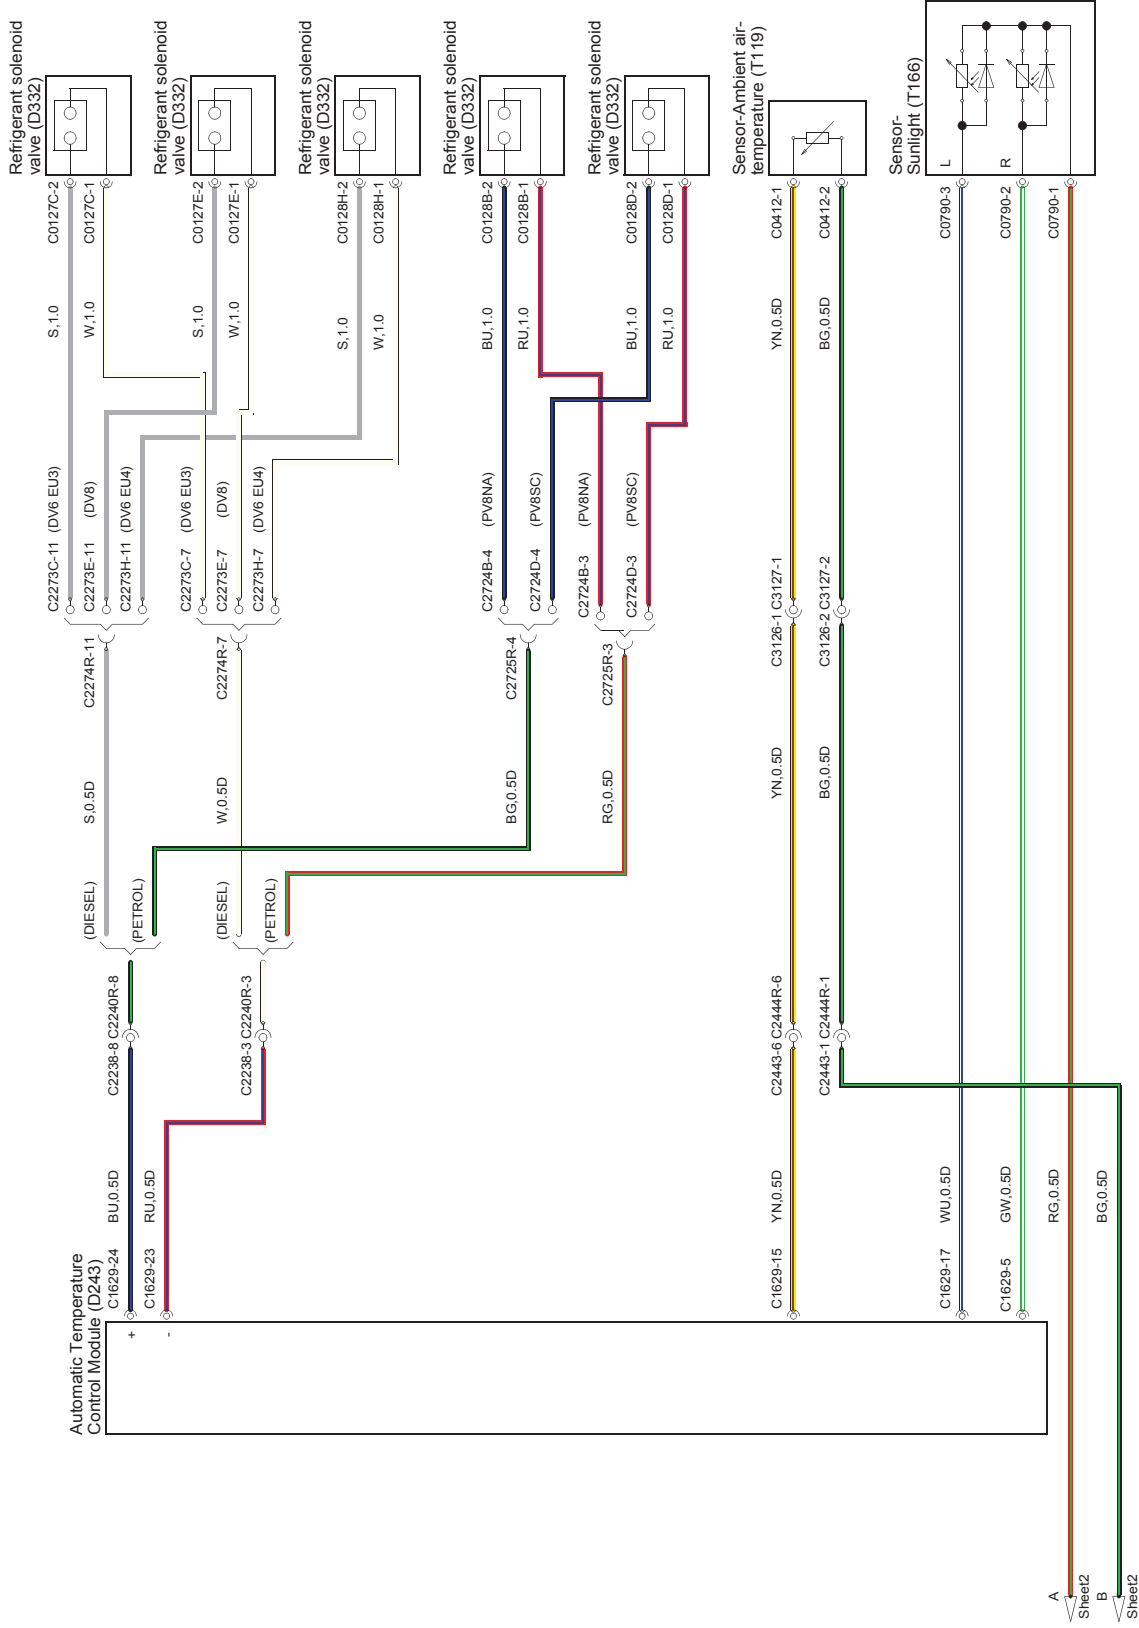 Refrigerant solenoid
valve (D332)
Refrigerant solenoid
valve (D332)
Refrigerant solenoid
valve (D332)
Refrigerant solenoid
valve (D332)
Refrigerant solenoid
valve (D332)
Sensor-Ambient air-
temperature (T119)
Sensor-
Sunlight (T166)
L
R
C0127C-2
C0127C-1
C0127E-2
C0127E-1
C0128H-2
C0128H-1
C0128B-2
C0128B-1
C0128D-2
C0128D-1
C0412-1
C0412-2
C0790-3
C0790-2
C0790-1
S,1.0
W,1.0
S,1.0
W,1.0
S,1.0
W,1.0
BU,1.0
RU,1.0
BU,1.0
RU,1.0
YN,0.5D
BG,0.5D
C2273C-11 (DV6 EU3)
C2273E-11 (DV8)
C2273H-11 (DV6 EU4)
C2273C-7 (DV6 EU3)
C2273E-7 (DV8)
C2273H-7 (DV6 EU4)
C2724B-4 (PV8NA)
C2724D-4 (PV8SC)
C2724B-3 (PV8NA)
C2724D-3 (PV8SC)
C3126-1 C3127-1
C3126-2 C3127-2
C2274R-11
C2274R-7
C2725R-4
C2725R-3
S,0.5D
W,0.5D
BG,0.5D
RG,0.5D
YN,0.5D
BG,0.5D
(DIESEL)
(PETROL)
(DIESEL)
(PETROL)
C2238-8 C2240R-8
C2238-3 C2240R-3
C2443-6 C2444R-6
C2443-1 C2444R-1
BU,0.5D
RU,0.5D
YN,0.5D
WU,0.5D
GW,0.5D
RG,0.5D
BG,0.5D
C1629-24
C1629-23
C1629-15
C1629-17
C1629-5
Automatic Temperature
Control Module (D243)
+
-
A
Sheet2
B
Sheet2